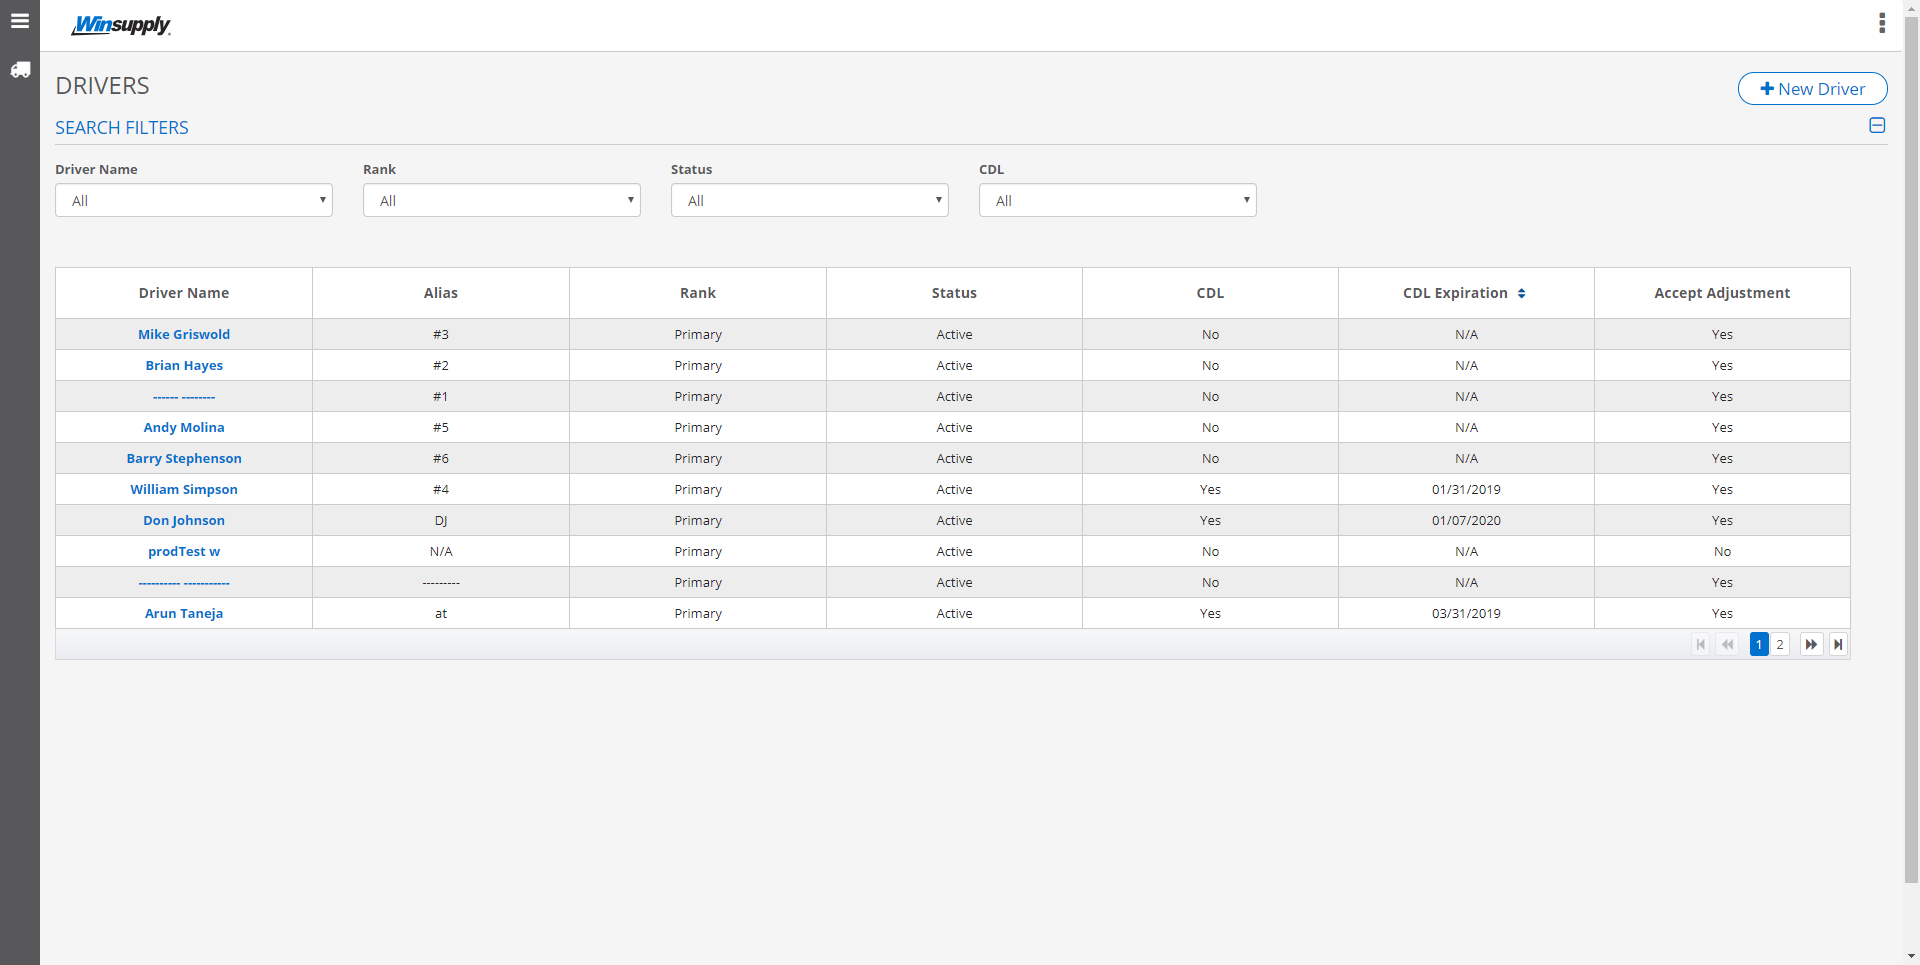 Winsupply
DRIVERS
New Driver
SEARCH FILTERS
Driver Name Rank Status CDL
All All All All
Driver Name Alias Rank Status CDL CDL Expiration Accept Adjustment
Mike Griswold #3 Primary Active No N/A Yes
Brian Hayes #2 Primary Active No N/A Yes
------ -------- #1 Primary Active No N/A Yes
Andy Molina #5 Primary Active No N/A Yes
Barry Stephenson #6 Primary Active No N/A Yes
William Simpson #4 Primary Active Yes 01/31/2019 Yes
Don Johnson DJ Primary Active Yes 01/07/2020 Yes
prodTest w N/A Primary Active No N/A No
---------- ----------- --------- Primary Active No N/A Yes
Arun Taneja at Primary Active Yes 03/31/2019 Yes
1 2